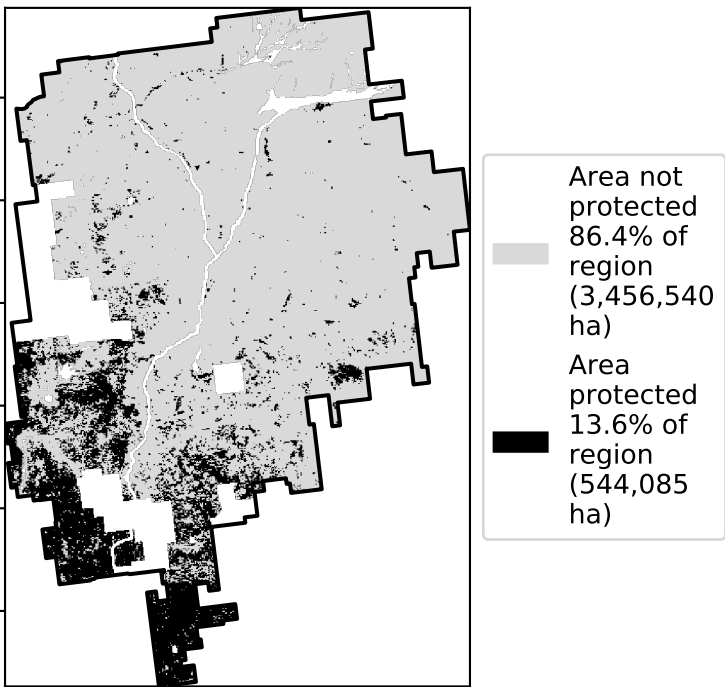 Area not
protected
86.4% of
region
(3,456,540
ha)
Area
protected
13.6% of
region
(544,085
ha)